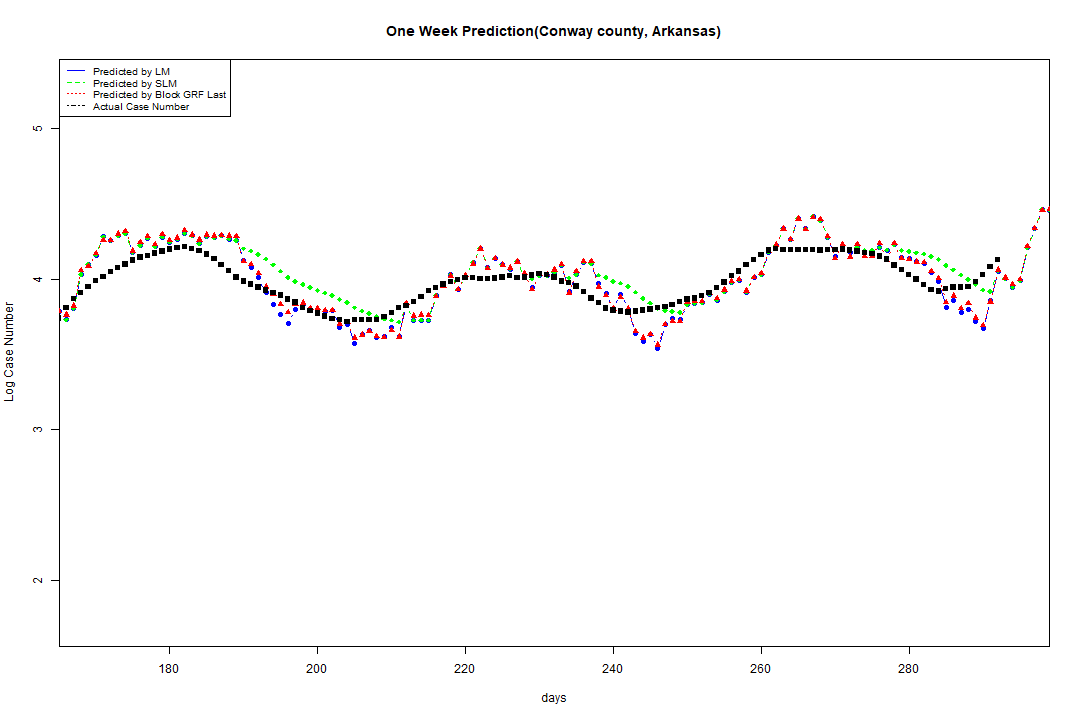 One Week Prediction(Conway county, Arkansas)
Predicted by LM
Predicted by SLM
Predicted by Block GRF Last
Actual Case Number
5
4
3
2
Log Case Number
180 200 220 240 260 280
days